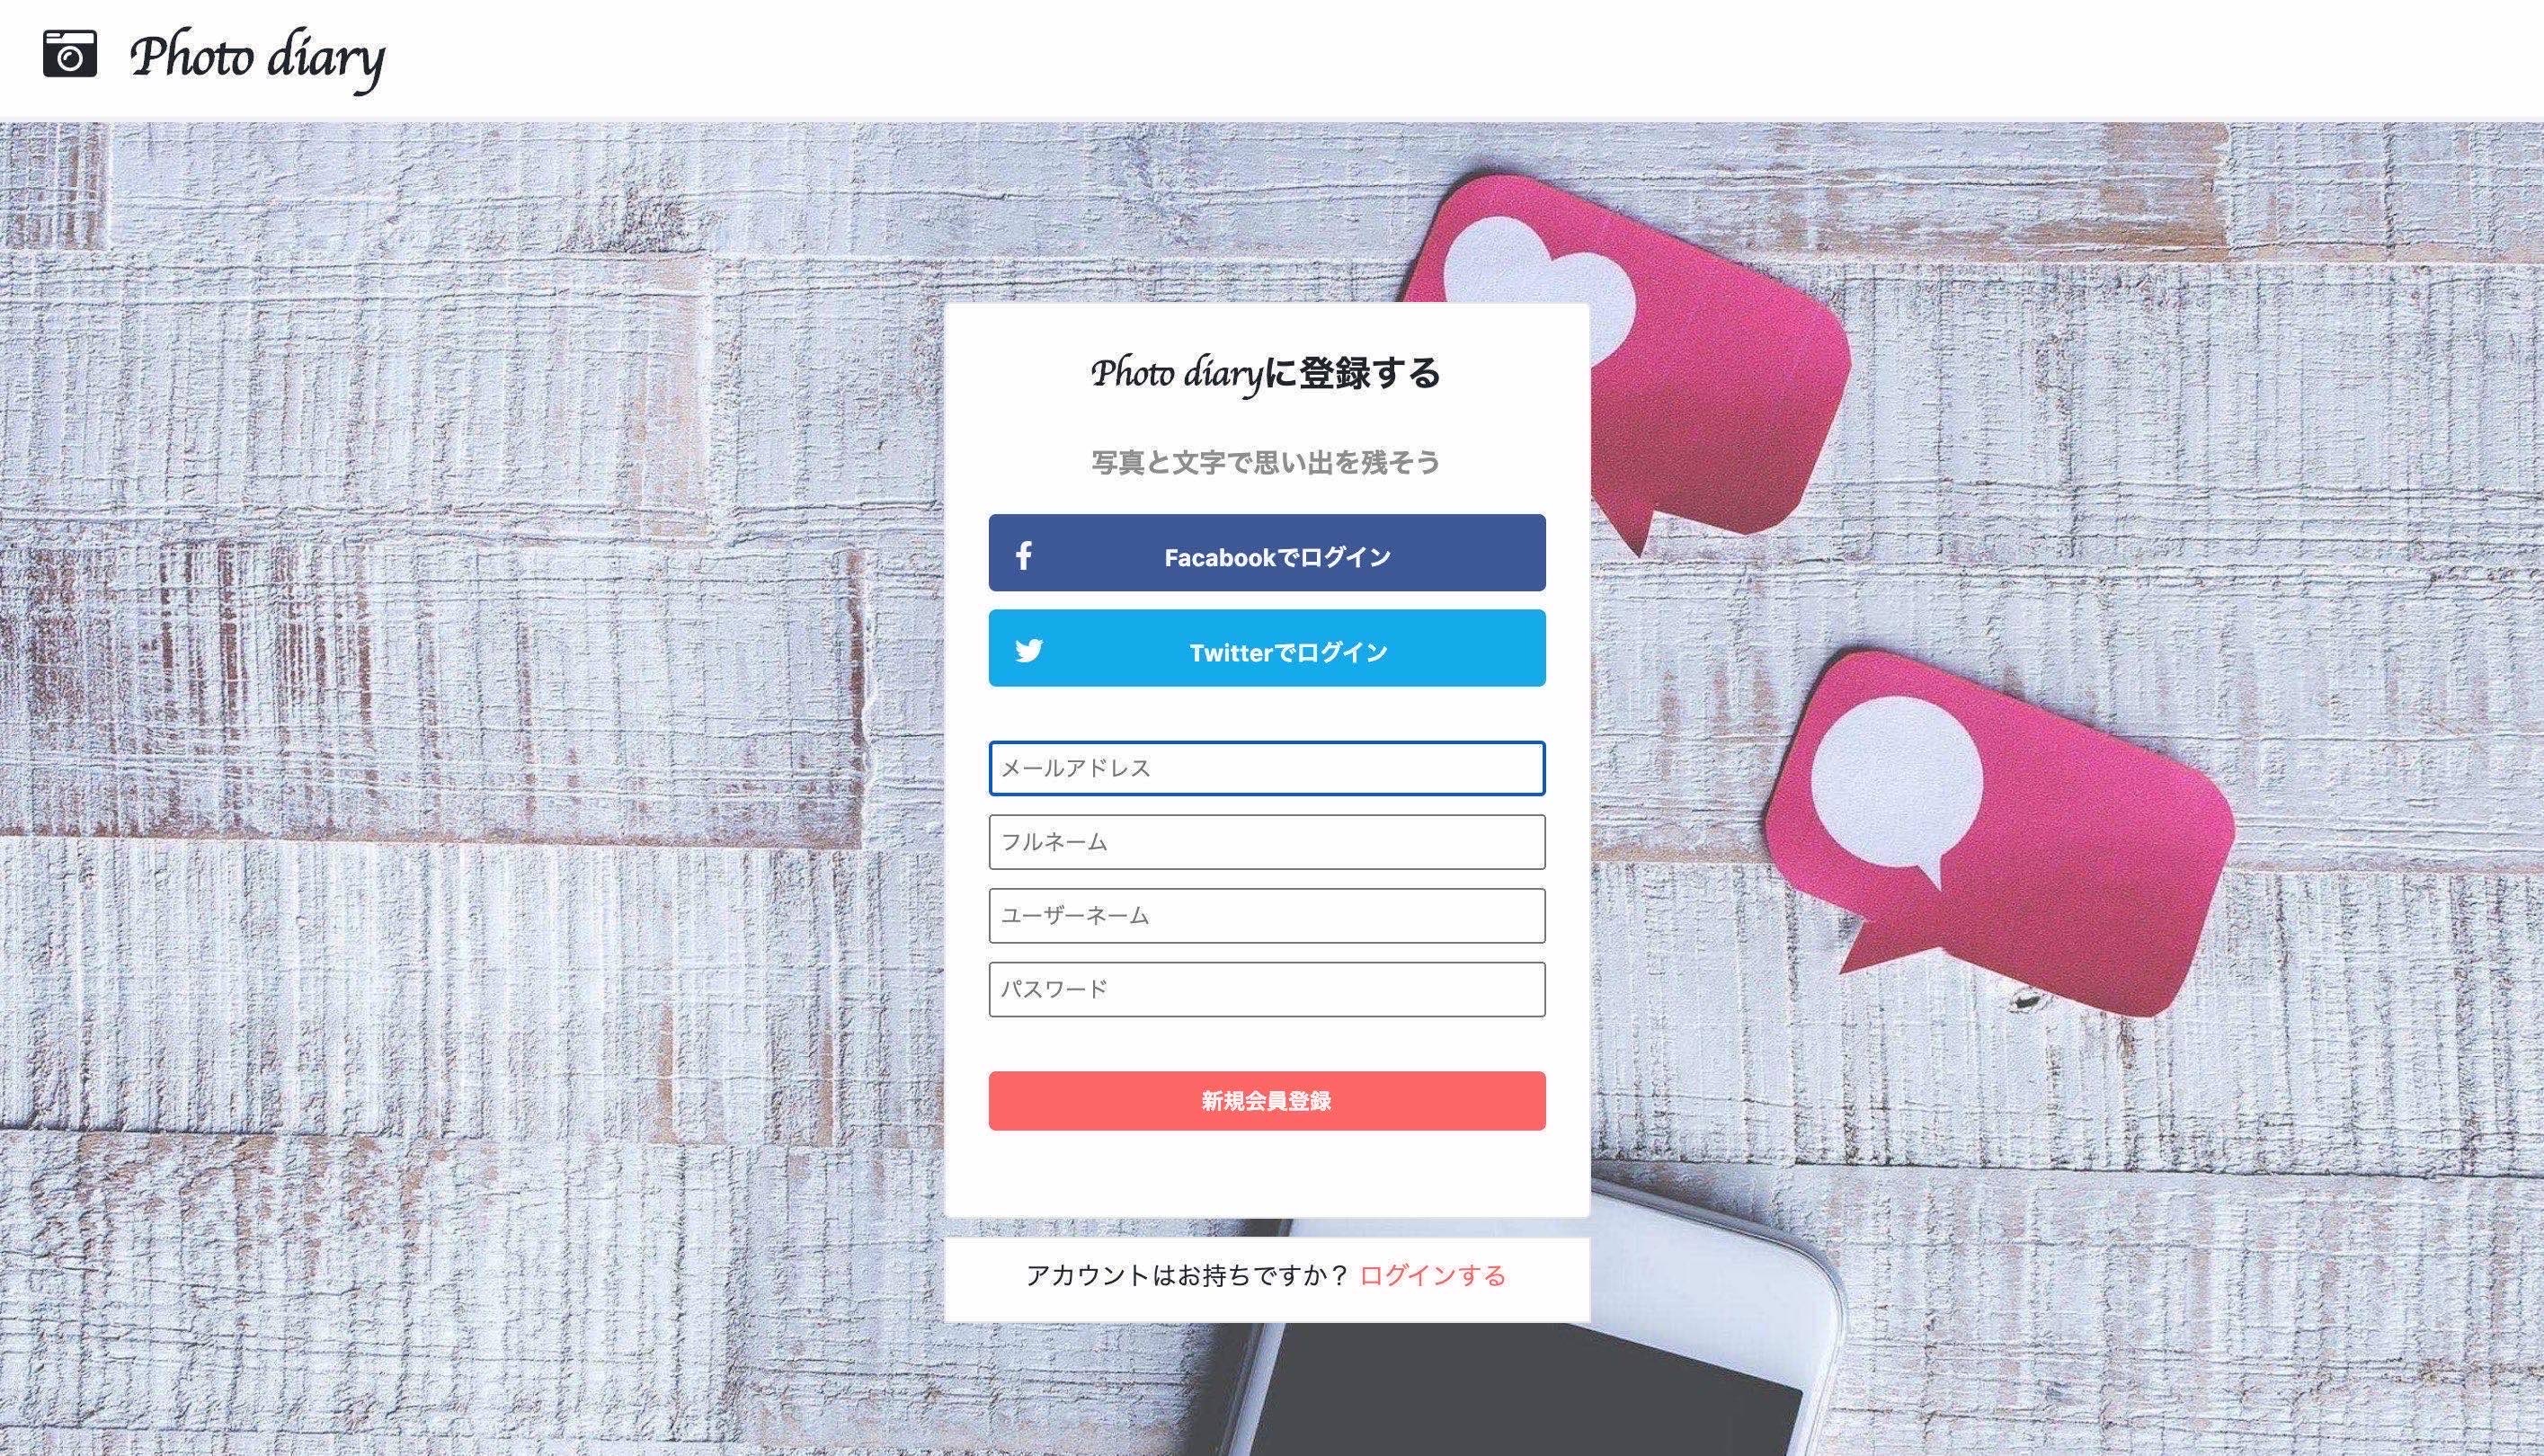 Photo diary
Photo diaryに登録する
写真と文字で思い出を残そう
Facabookでログイン
Twitterでログイン
メールアドレス
フルネーム
ユーザーネーム
パスワード
新規会員登録
アカウントはお持ちですか？ ログインする